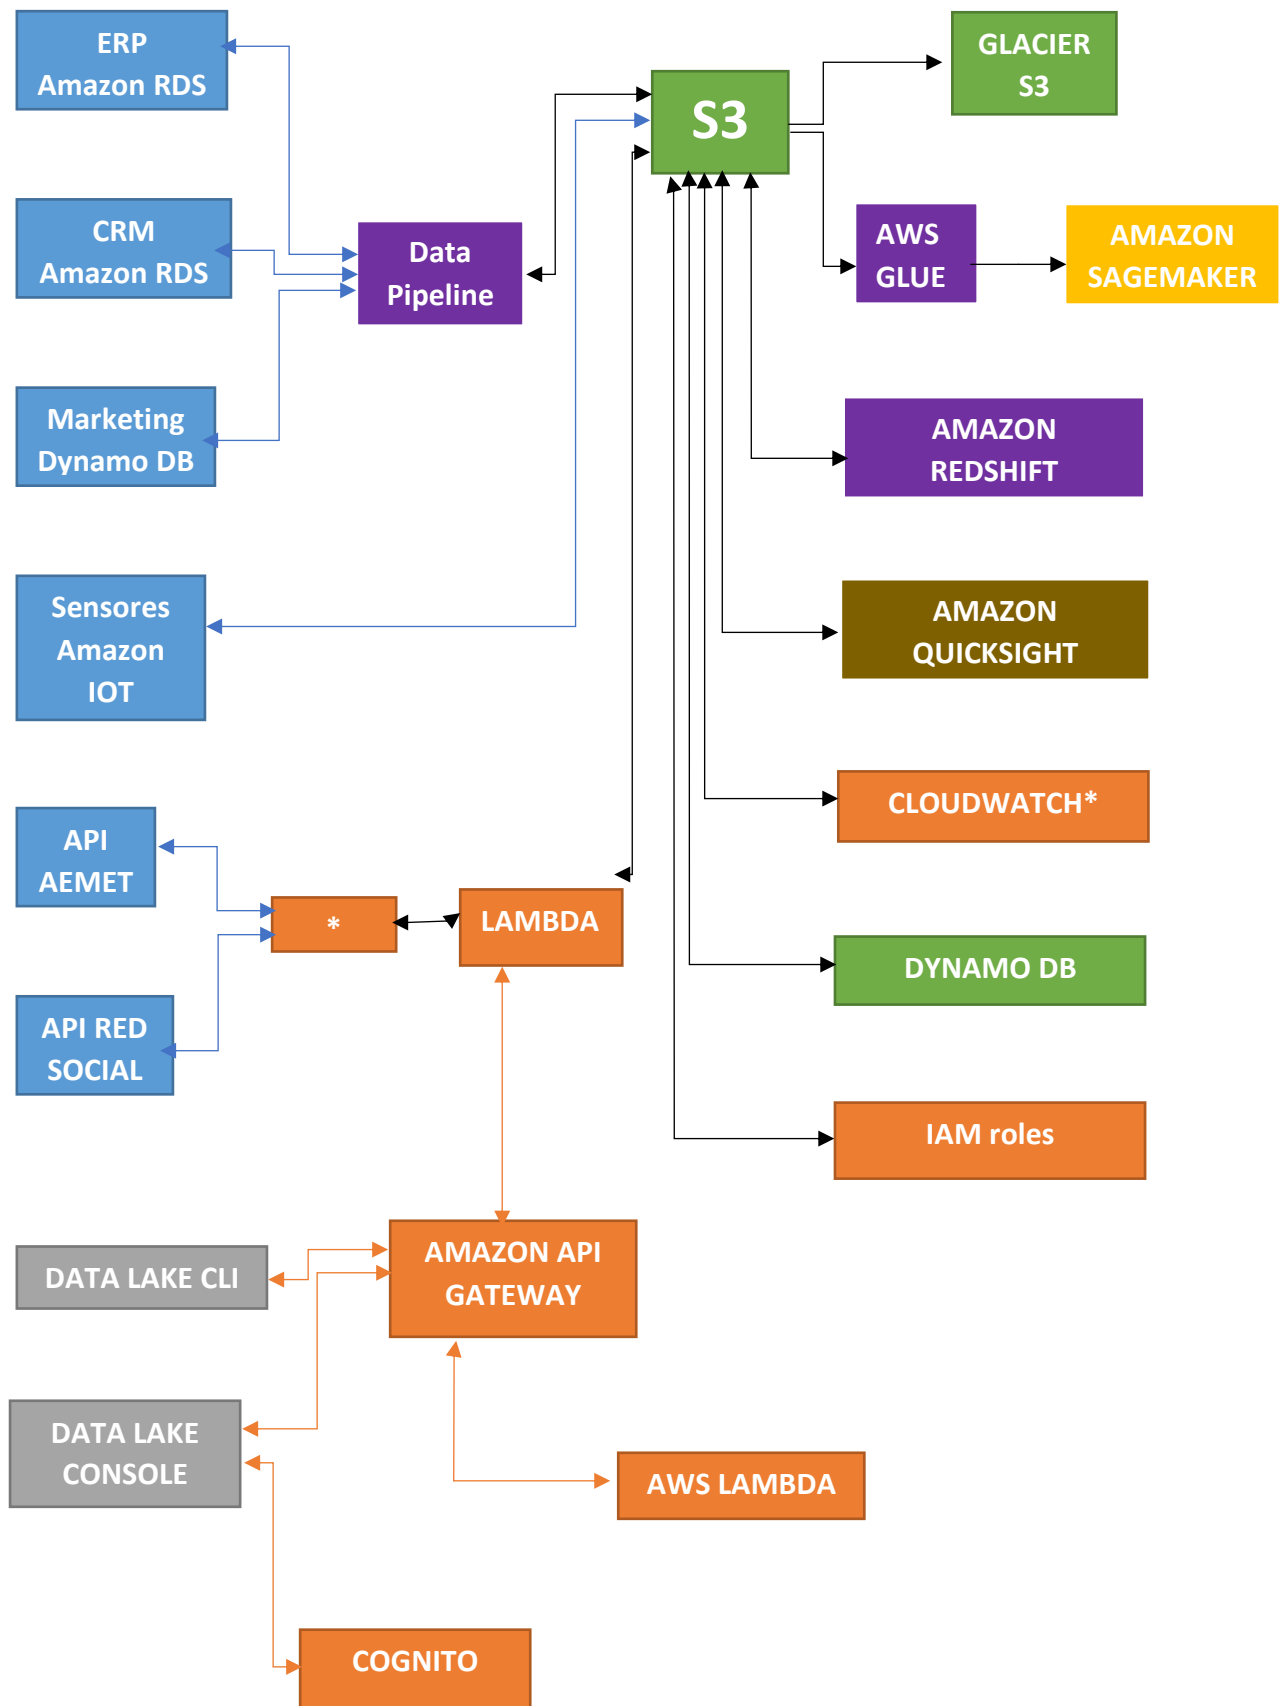 ERP
Amazon RDS
GLACIER
S3
S3
CRM
Amazon RDS
Data
Pipeline
AWS
GLUE
AMAZON
SAGEMAKER
Marketing
Dynamo DB
AMAZON
REDSHIFT
Sensores
Amazon
IOT
AMAZON
QUICKSIGHT
API
AEMET
CLOUDWATCH*
*
LAMBDA
DYNAMO DB
API RED
SOCIAL
IAM roles
DATA LAKE CLI
AMAZON API
GATEWAY
DATA LAKE
CONSOLE
AWS LAMBDA
COGNITO